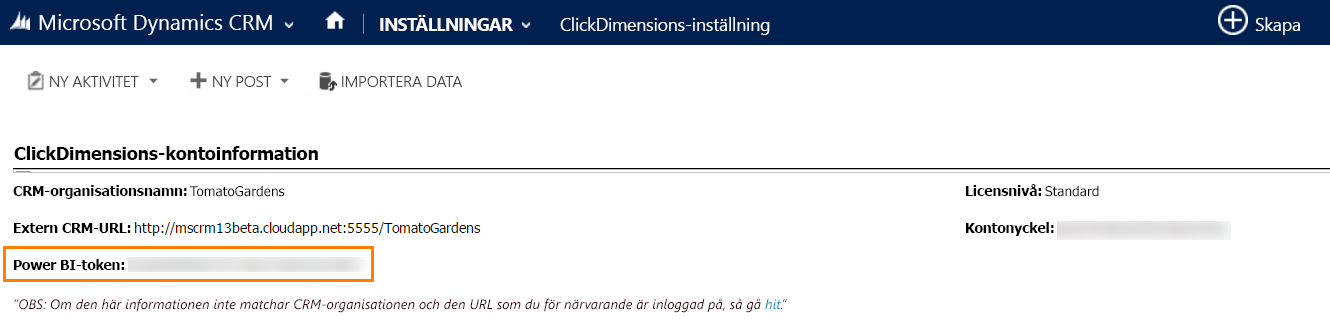 Microsoft Dynamics CRM INSTÄLLNINGAR ClickDimensions-inställning Skapa
NY AKTIVITET NY POST IMPORTERA DATA
ClickDimensions-kontoinformation
CRM-organisationsnamn: TomatoGardens Licensnivå: Standard
Extern CRM-URL: http://mscrm13beta.cloudapp.net:5555/TomatoGardens Kontonyckel:
Power BI-token:
"OBS: Om den här informationen inte matchar CRM-organisationen och den URL som du för närvarande är inloggad på, så gå hit."